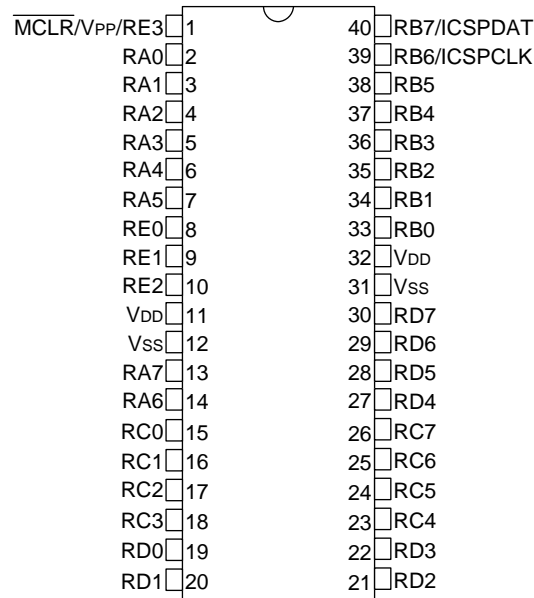 MCLR/VPP/RE3 1 40 RB7/ICSPDAT
RA0 2 39 RB6/ICSPCLK
RA1 3 38 RB5
RA2 4 37 RB4
RA3 5 36 RB3
RA4 6 35 RB2
RA5 7 34 RB1
RE0 8 33 RB0
RE1 9 32 VDD
RE2 10 31 VSS
VDD 11 30 RD7
VSS 12 29 RD6
RA7 13 28 RD5
RA6 14 27 RD4
RC0 15 26 RC7
RC1 16 25 RC6
RC2 17 24 RC5
RC3 18 23 RC4
RD0 19 22 RD3
RD1 20 21 RD2